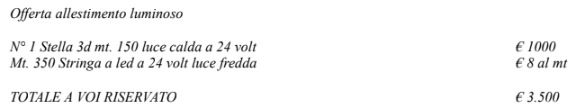 Offerta allestimento luminoso
N° 1 Stella 3d mt. 150 luce calda a 24 volt € 1000
Mt. 350 Stringa a led a 24 volt luce fredda € 8 al mt
TOTALE A VOI RISERVATO € 3.500